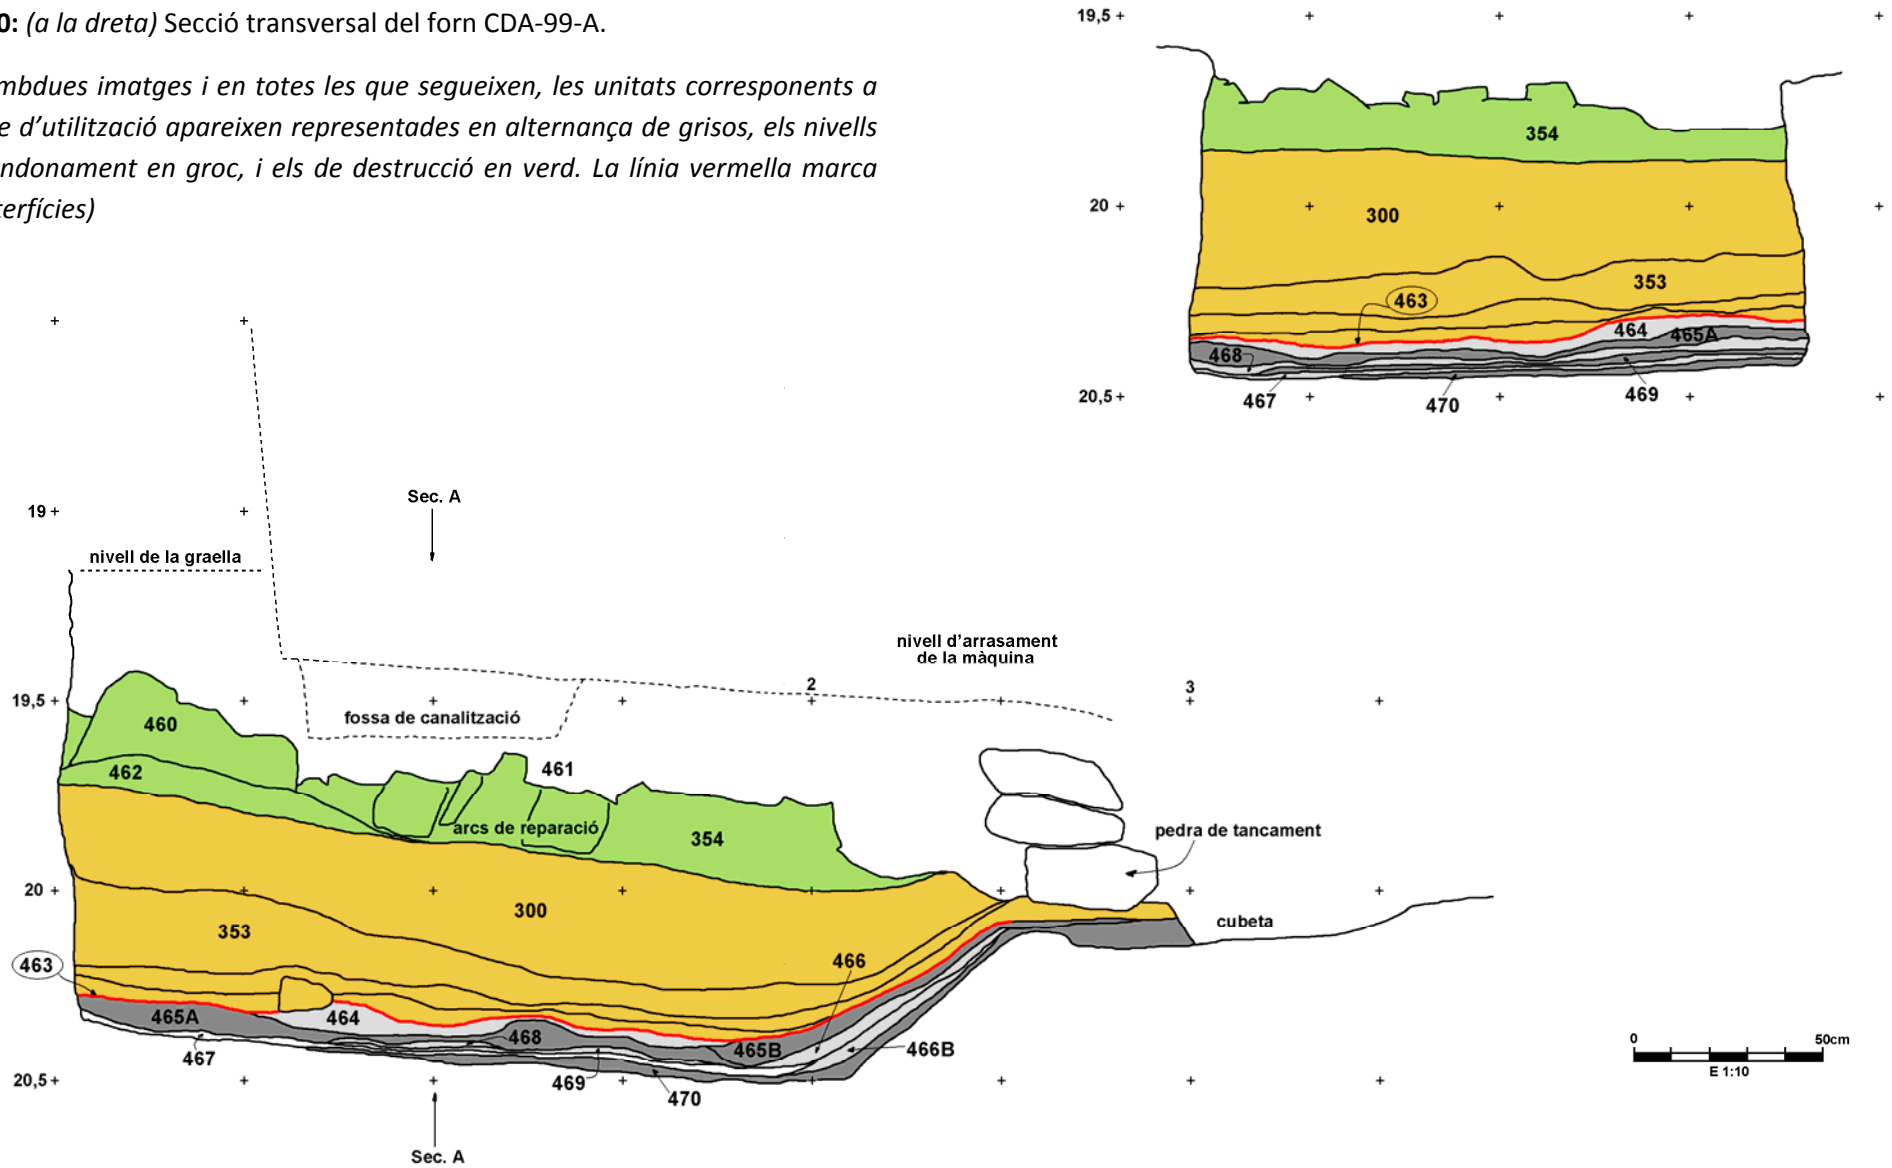 0: (a la dreta) Secció transversal del forn CDA-99-A.
mbdues imatges i en totes les que segueixen, les unitats corresponents a
e d'utilització apareixen representades en alternança de grisos, els nivells
ndonament en groc, i els de destrucció en verd. La línia vermella marca
terfícies)
19,5
354
20
300
353
463
464
465A
468
20,5
467
470
469
Sec. A
19
nivell de la graella
nivell d'arrasament
de la màquina
19,5
2
3
fossa de canalització
460
461
462
arcs de reparació
354
pedra de tancament
20
300
cubeta
353
463
466
465A
464
468
465B
466B
467
469
470
20,5
Sec. A
0
50cm
E 1:10